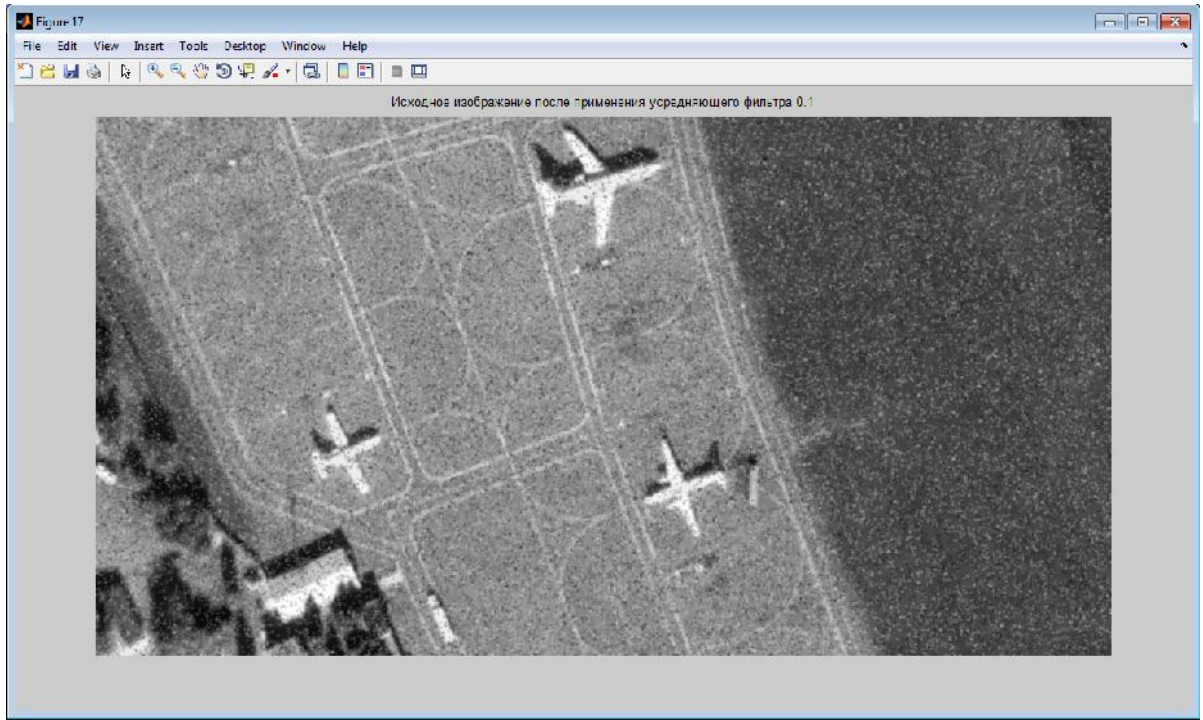 Figure 17
File Edit View Insert Tools Desktop Window Help
Исходное изображение после применения усредняющего фильтра 0.1